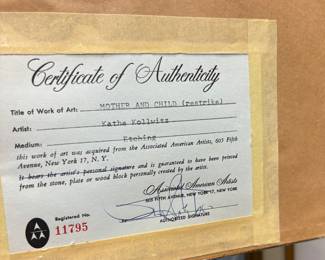 Certificate of Authenticity
Title of Work of Art: MOTHER AND CHILD (restrike)
Artist: Kathe Kollwitz
Medium: Etching
this work of art was acquired from the Associated American Artists, 605 Fifth
Avenue, New York 17, N. Y.
It bears the artist's personal signature and is guaranteed to have been printed
from the stone, plate or wood block personally created by the artist.
Associated American Artists
605 FIFTH AVENUE, NEW YORK 17, NEW YORK
Registered No.
11795
by
AUTHORIZED SIGNATURE
AAA